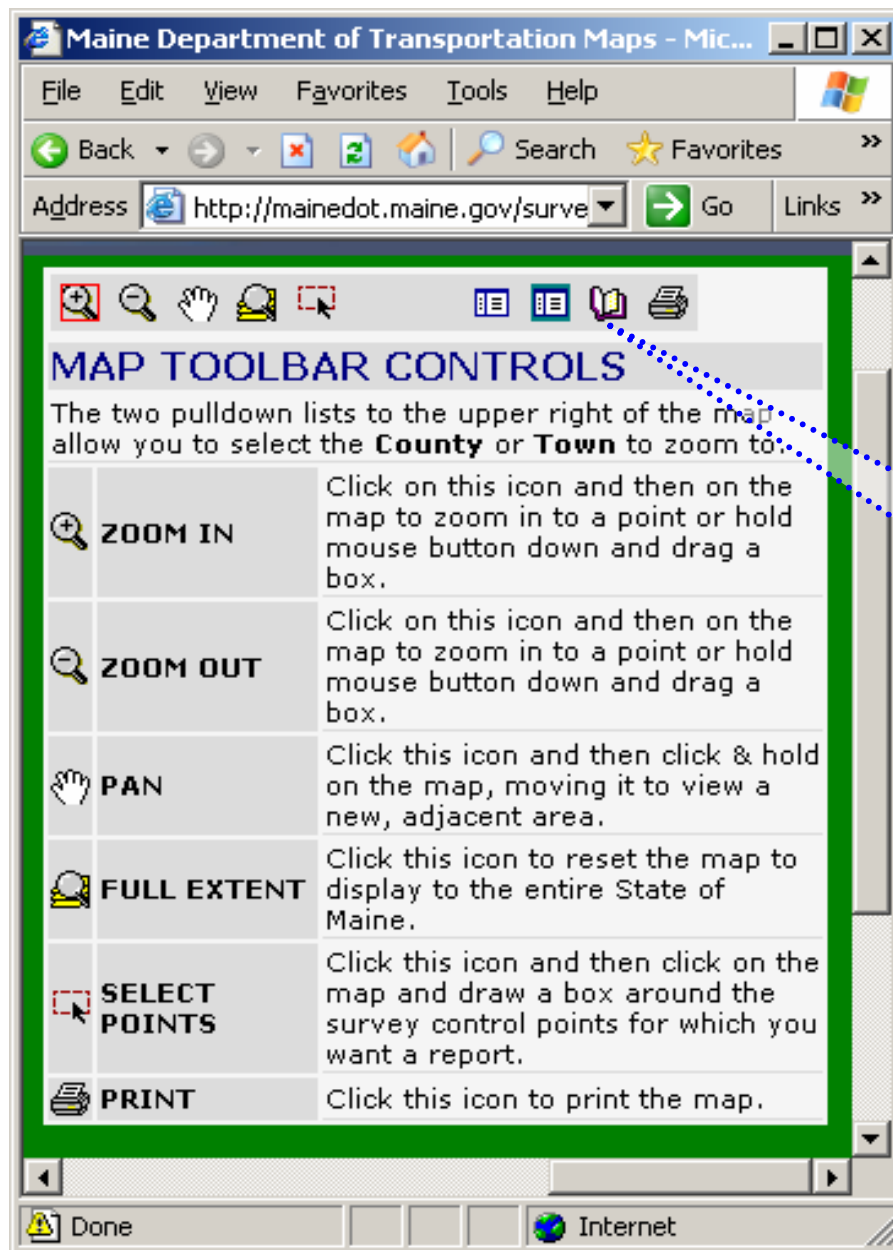 Maine Department of Transportation Maps - Mic...
File Edit View Favorites Tools Help
Back Search Favorites »
Address http://mainedot.maine.gov/surve Go Links »
MAP TOOLBAR CONTROLS
The two pulldown lists to the upper right of the map
allow you to select the County or Town to zoom to.
ZOOM IN
Click on this icon and then on the
map to zoom in to a point or hold
mouse button down and drag a
box.
ZOOM OUT
Click on this icon and then on the
map to zoom in to a point or hold
mouse button down and drag a
box.
PAN
Click this icon and then click & hold
on the map, moving it to view a
new, adjacent area.
FULL EXTENT
Click this icon to reset the map to
display to the entire State of
Maine.
SELECT
POINTS
Click this icon and then click on the
map and draw a box around the
survey control points for which you
want a report.
PRINT
Click this icon to print the map.
Done Internet